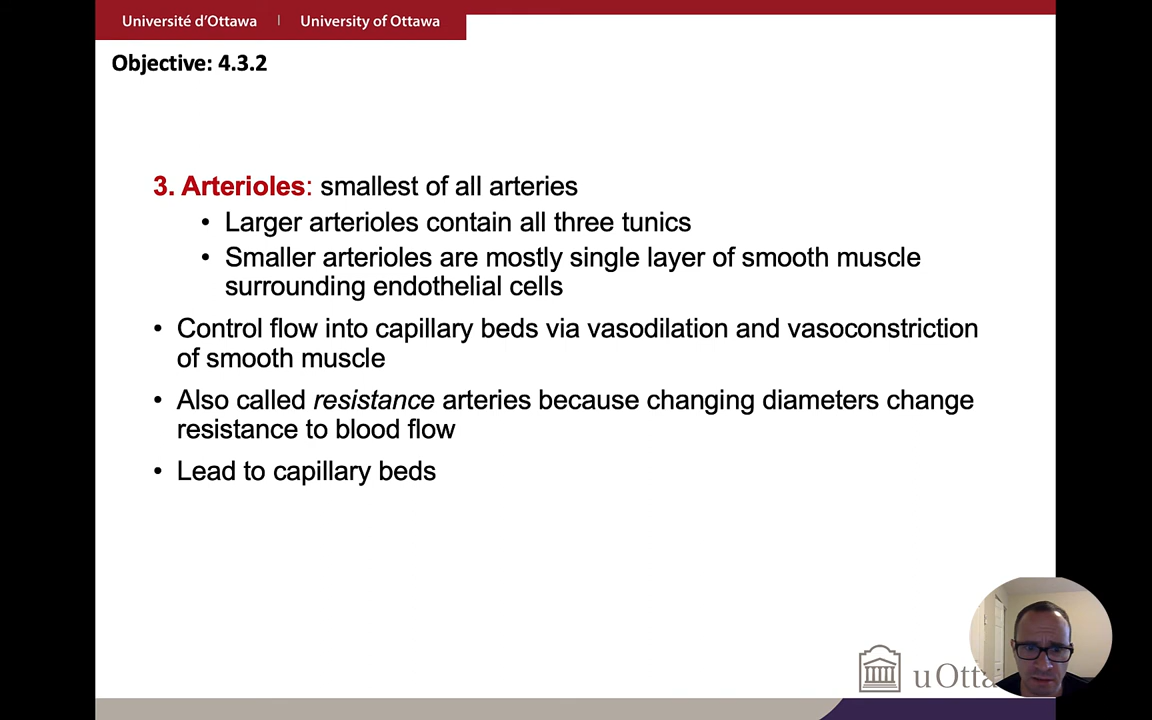 Université d'Ottawa | University of Ottawa
Objective: 4.3.2
3. Arterioles: smallest of all arteries
• Larger arterioles contain all three tunics
• Smaller arterioles are mostly single layer of smooth muscle
surrounding endothelial cells
• Control flow into capillary beds via vasodilation and vasoconstriction
of smooth muscle
• Also called resistance arteries because changing diameters change
resistance to blood flow
• Lead to capillary beds